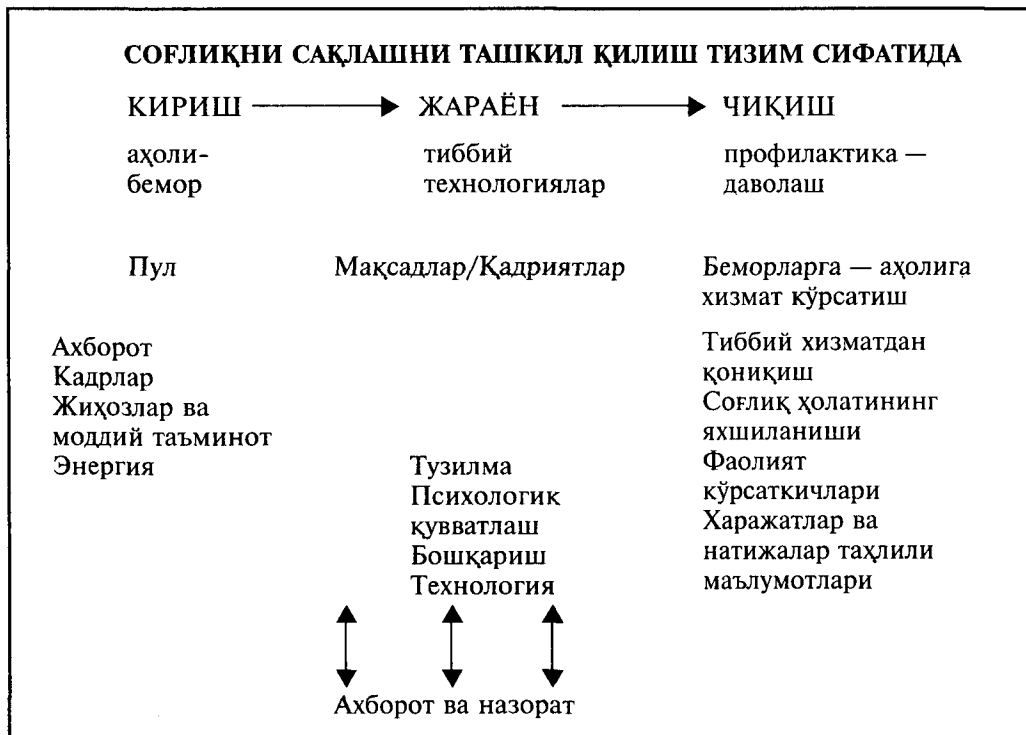 СОҒЛИҚНИ САҚЛАШНИ ТАШКИЛ ҚИЛИШ ТИЗИМ СИФАТИДА
КИРИШ ЖАРАЁН ЧИҚИШ
аҳоли- тиббий профилактика —
бемор технологиялар даволаш
Пул Мақсадлар/Қадриятлар Беморларга — аҳолига
хизмат кўрсатиш
Ахборот Тиббий хизматдан
Кадрлар қониқиш
Жиҳозлар ва Соғлиқ ҳолатининг
моддий таъминот яхшиланиши
Энергия Тузилма Фаолият
Психологик кўрсаткичлари
қувватлаш Харажатлар ва
Бошқариш натижалар таҳлили
Технология маълумотлари
Ахборот ва назорат